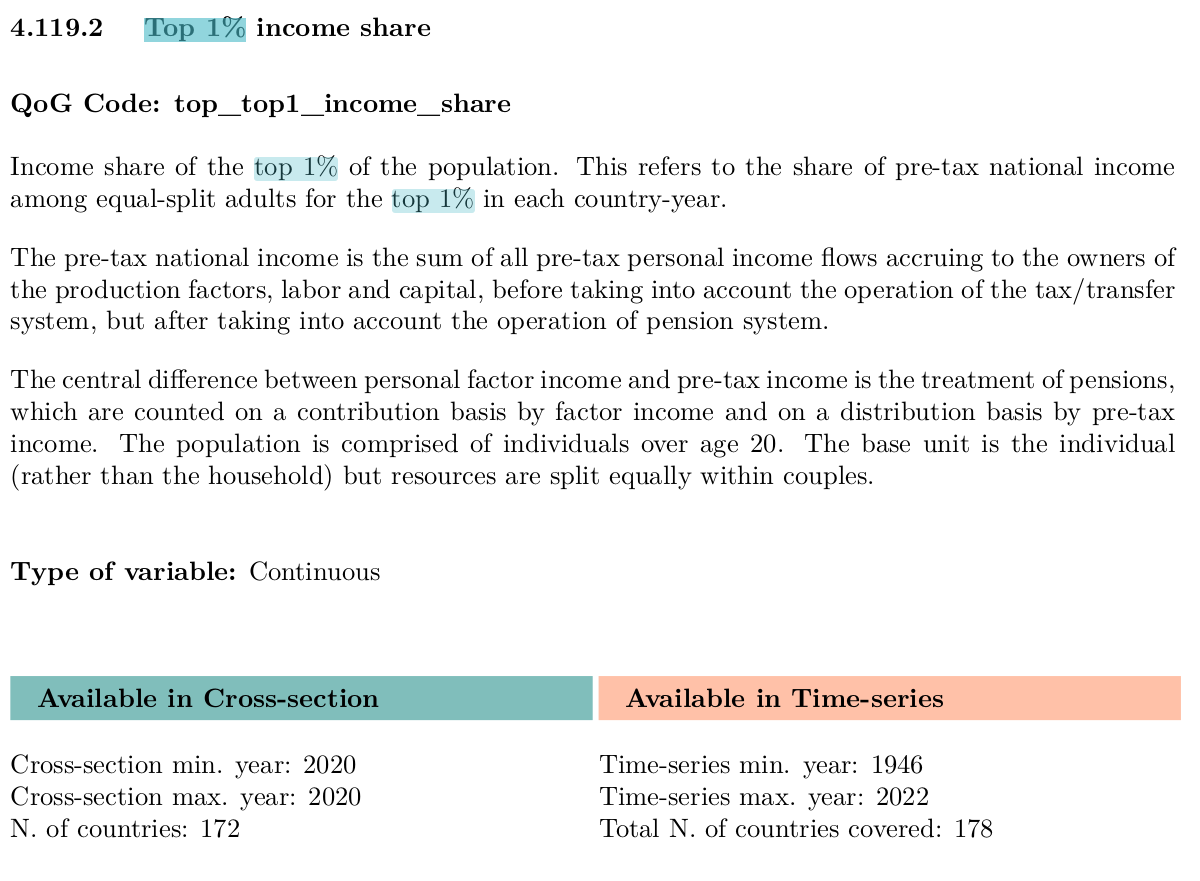 4.119.2 Top 1% income share
QoG Code: top_top1_income_share
Income share of the top 1% of the population. This refers to the share of pre-tax national income
among equal-split adults for the top 1% in each country-year.
The pre-tax national income is the sum of all pre-tax personal income flows accruing to the owners of
the production factors, labor and capital, before taking into account the operation of the tax/transfer
system, but after taking into account the operation of pension system.
The central difference between personal factor income and pre-tax income is the treatment of pensions,
which are counted on a contribution basis by factor income and on a distribution basis by pre-tax
income. The population is comprised of individuals over age 20. The base unit is the individual
(rather than the household) but resources are split equally within couples.
Type of variable: Continuous
Available in Cross-section
Available in Time-series
Cross-section min. year: 2020
Cross-section max. year: 2020
N. of countries: 172
Time-series min. year: 1946
Time-series max. year: 2022
Total N. of countries covered: 178